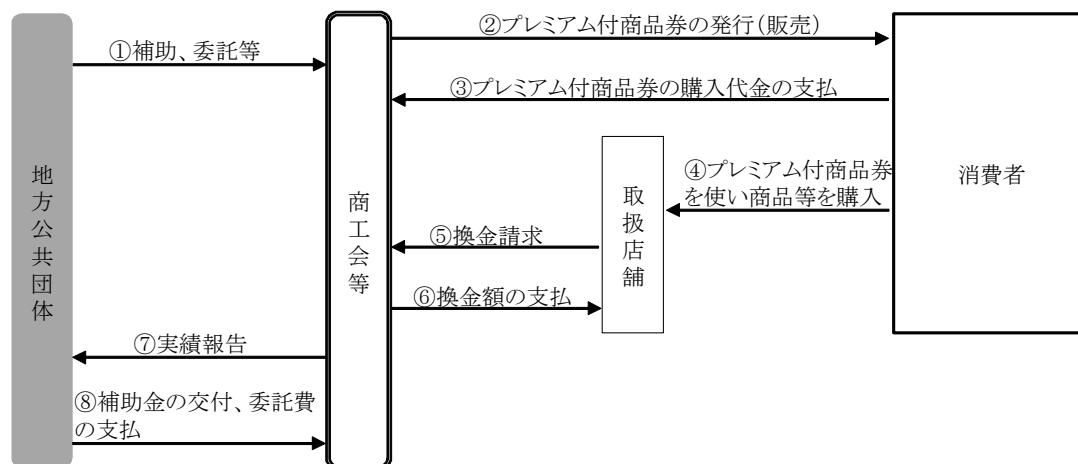 ②プレミアム付商品券の発行(販売)
①補助、委託等
③プレミアム付商品券の購入代金の支払
地方公共団体
商工会等
取扱店舗
④プレミアム付商品券
を使い商品等を購入
消費者
⑤換金請求
⑥換金額の支払
⑦実績報告
⑧補助金の交付、委託費
の支払